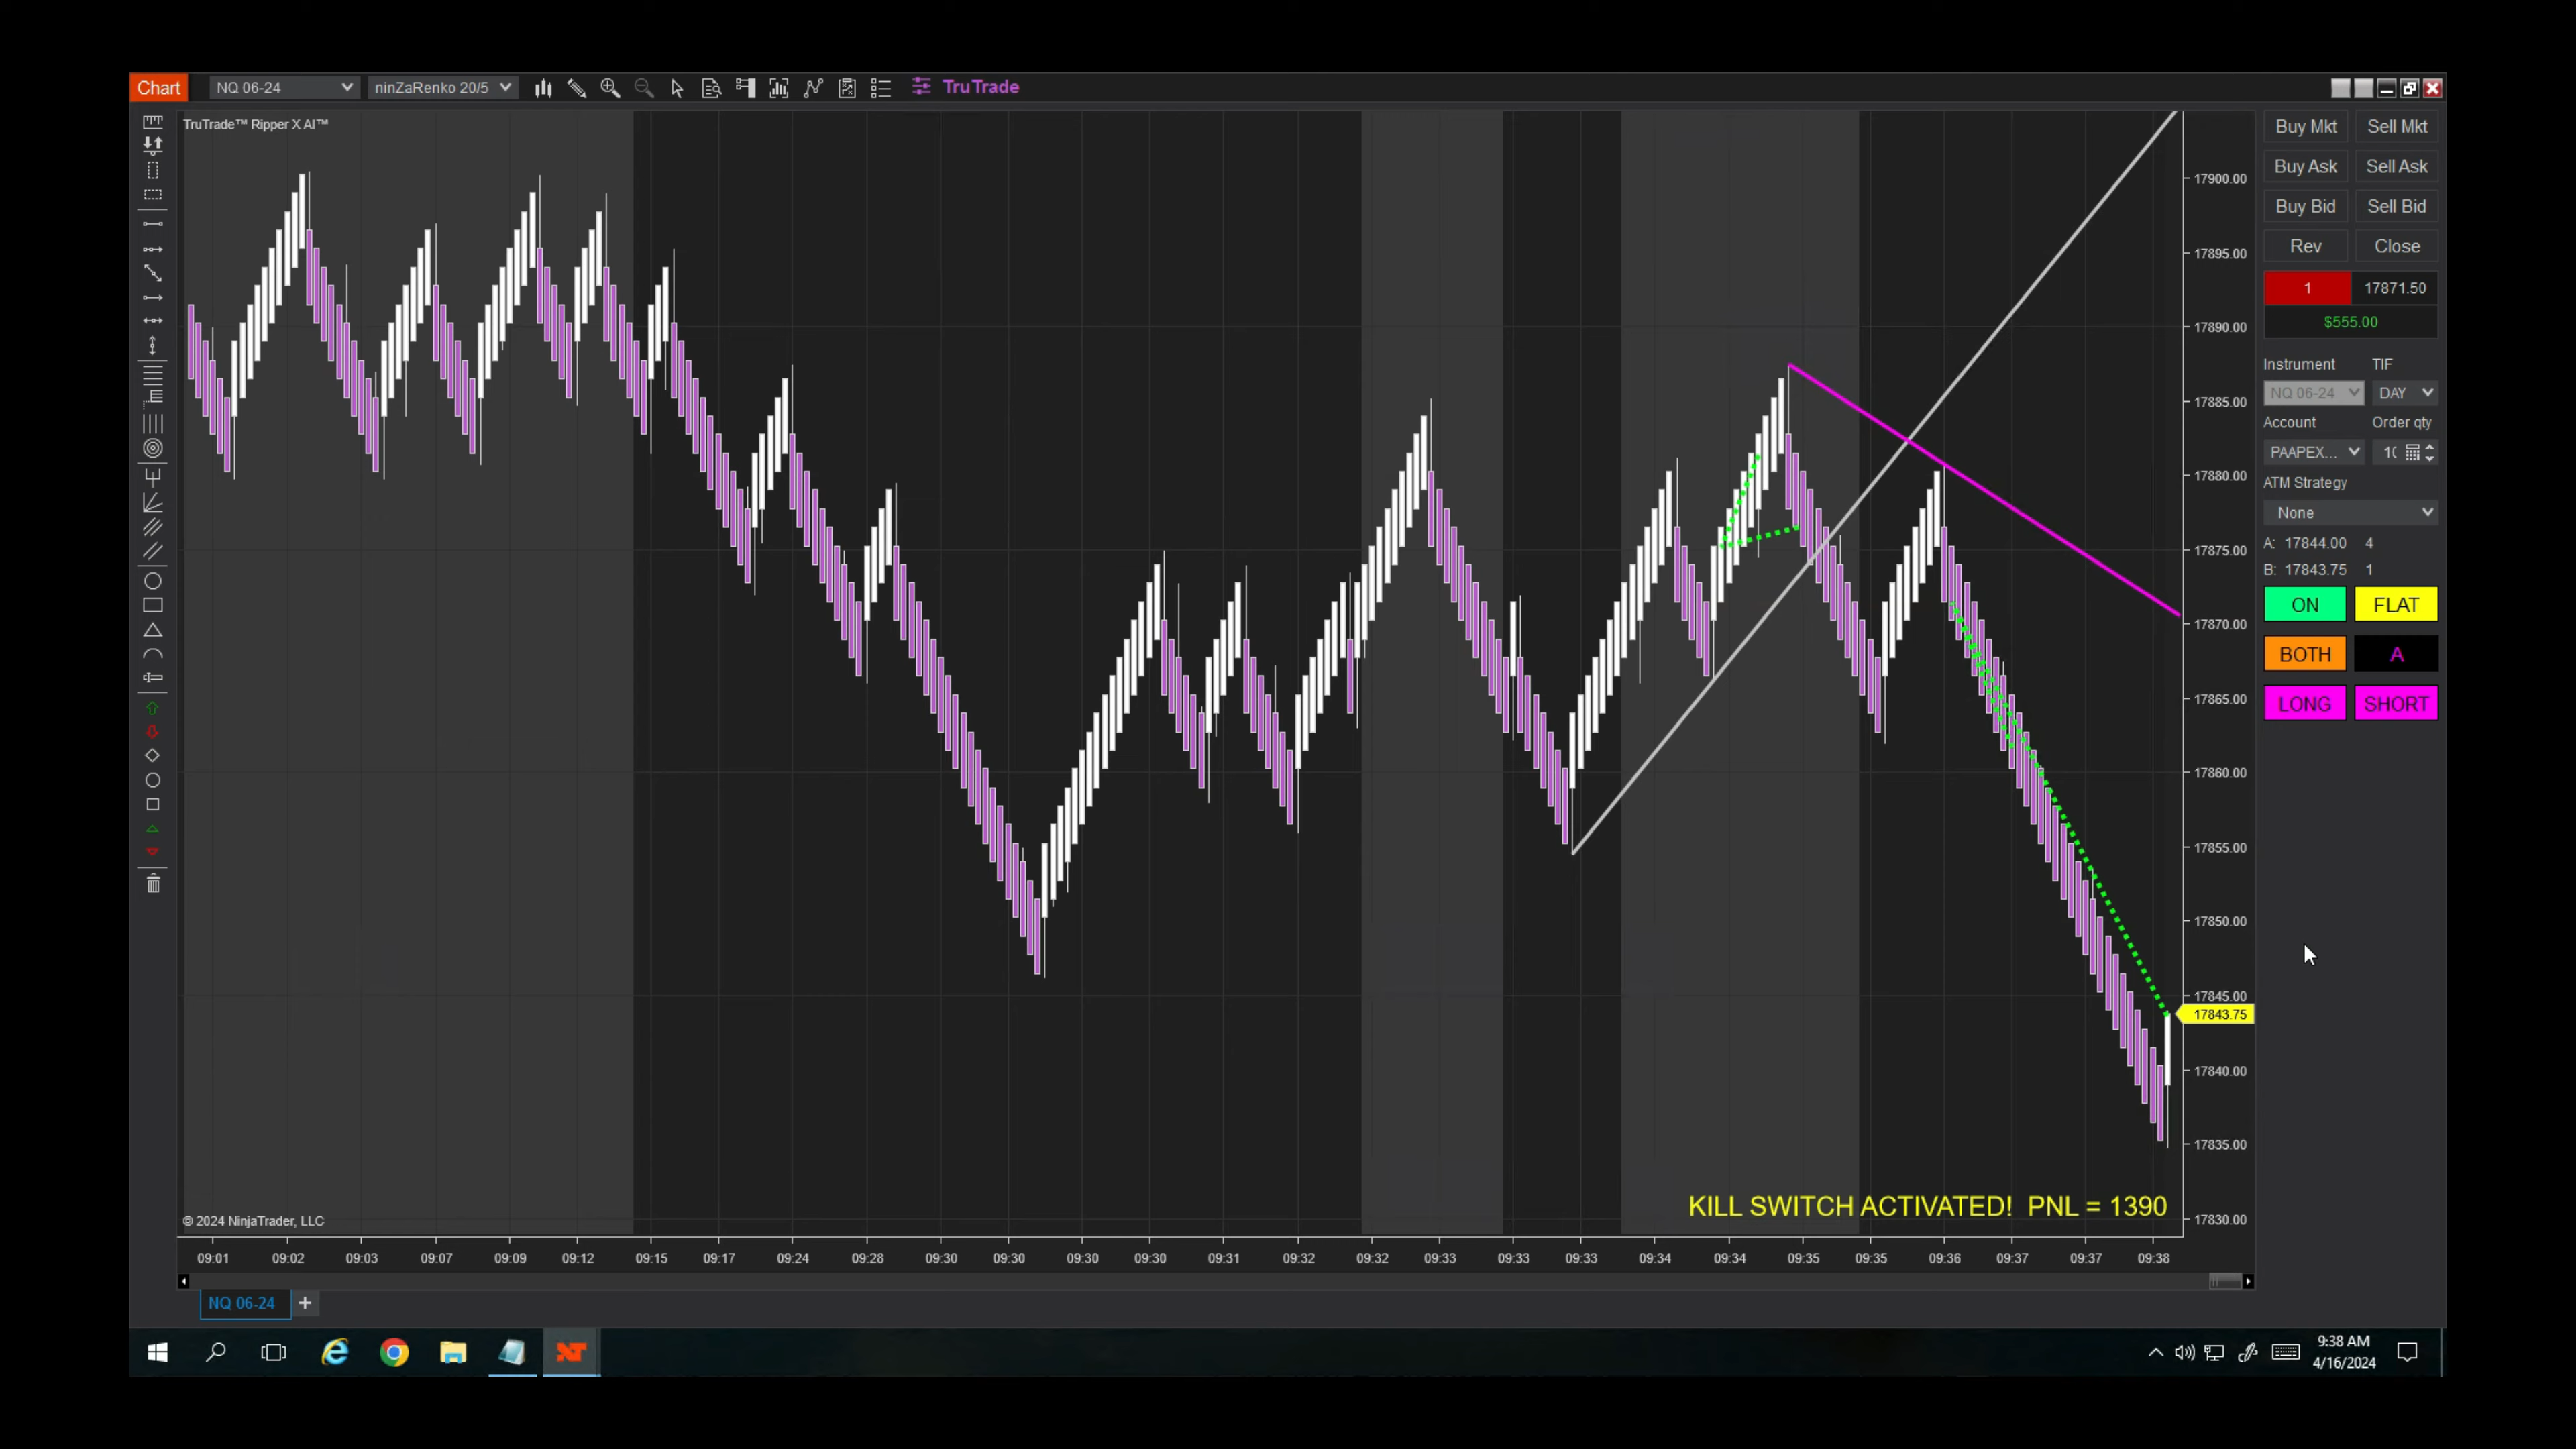 Chart NQ 06-24 ninZaRenko 20/5 TruTrade
TruTrade™ Ripper X AI™
17900.00
17895.00
17890.00
17885.00
17880.00
17875.00
17870.00
17865.00
17860.00
17855.00
17850.00
17845.00
17843.75
17840.00
17835.00
17830.00
Buy Mkt Sell Mkt
Buy Ask Sell Ask
Buy Bid Sell Bid
Rev Close
1 17871.50
$555.00
Instrument TIF
NQ 06-24 DAY
Account Order qty
PAAPEX...
ATM Strategy
None
A: 17844.00 4
B: 17843.75 1
ON FLAT
BOTH A
LONG SHORT
KILL SWITCH ACTIVATED! PNL = 1390
© 2024 NinjaTrader, LLC
09:01 09:02 09:03 09:07 09:09 09:12 09:15 09:17 09:24 09:28 09:30 09:30 09:30 09:30 09:31 09:32 09:32 09:33 09:33 09:33 09:34 09:34 09:35 09:35 09:36 09:37 09:37 09:38
NQ 06-24 +
9:38 AM
4/16/2024